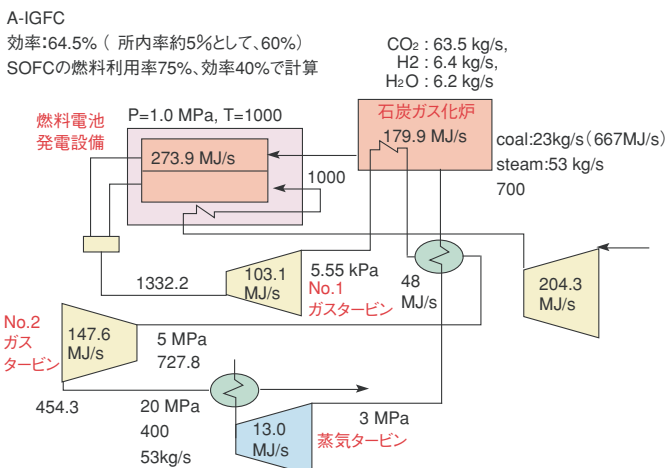 A-IGFC
効率:64.5% ( 所内率約5%として、60%)
SOFCの燃料利用率75%、効率40%で計算
CO₂ : 63.5 kg/s,
H2 : 6.4 kg/s,
H₂O : 6.2 kg/s
燃料電池
発電設備
P=1.0 MPa, T=1000
273.9 MJ/s
1000
石炭ガス化炉
179.9 MJ/s
coal:23kg/s(667MJ/s)
steam:53 kg/s
700
1332.2
103.1
MJ/s
5.55 kPa
No.1
ガスタービン
48
MJ/s
204.3
MJ/s
No.2
ガス
タービン
147.6
MJ/s
5 MPa
727.8
454.3
20 MPa
400
53kg/s
13.0
MJ/s
3 MPa
蒸気タービン